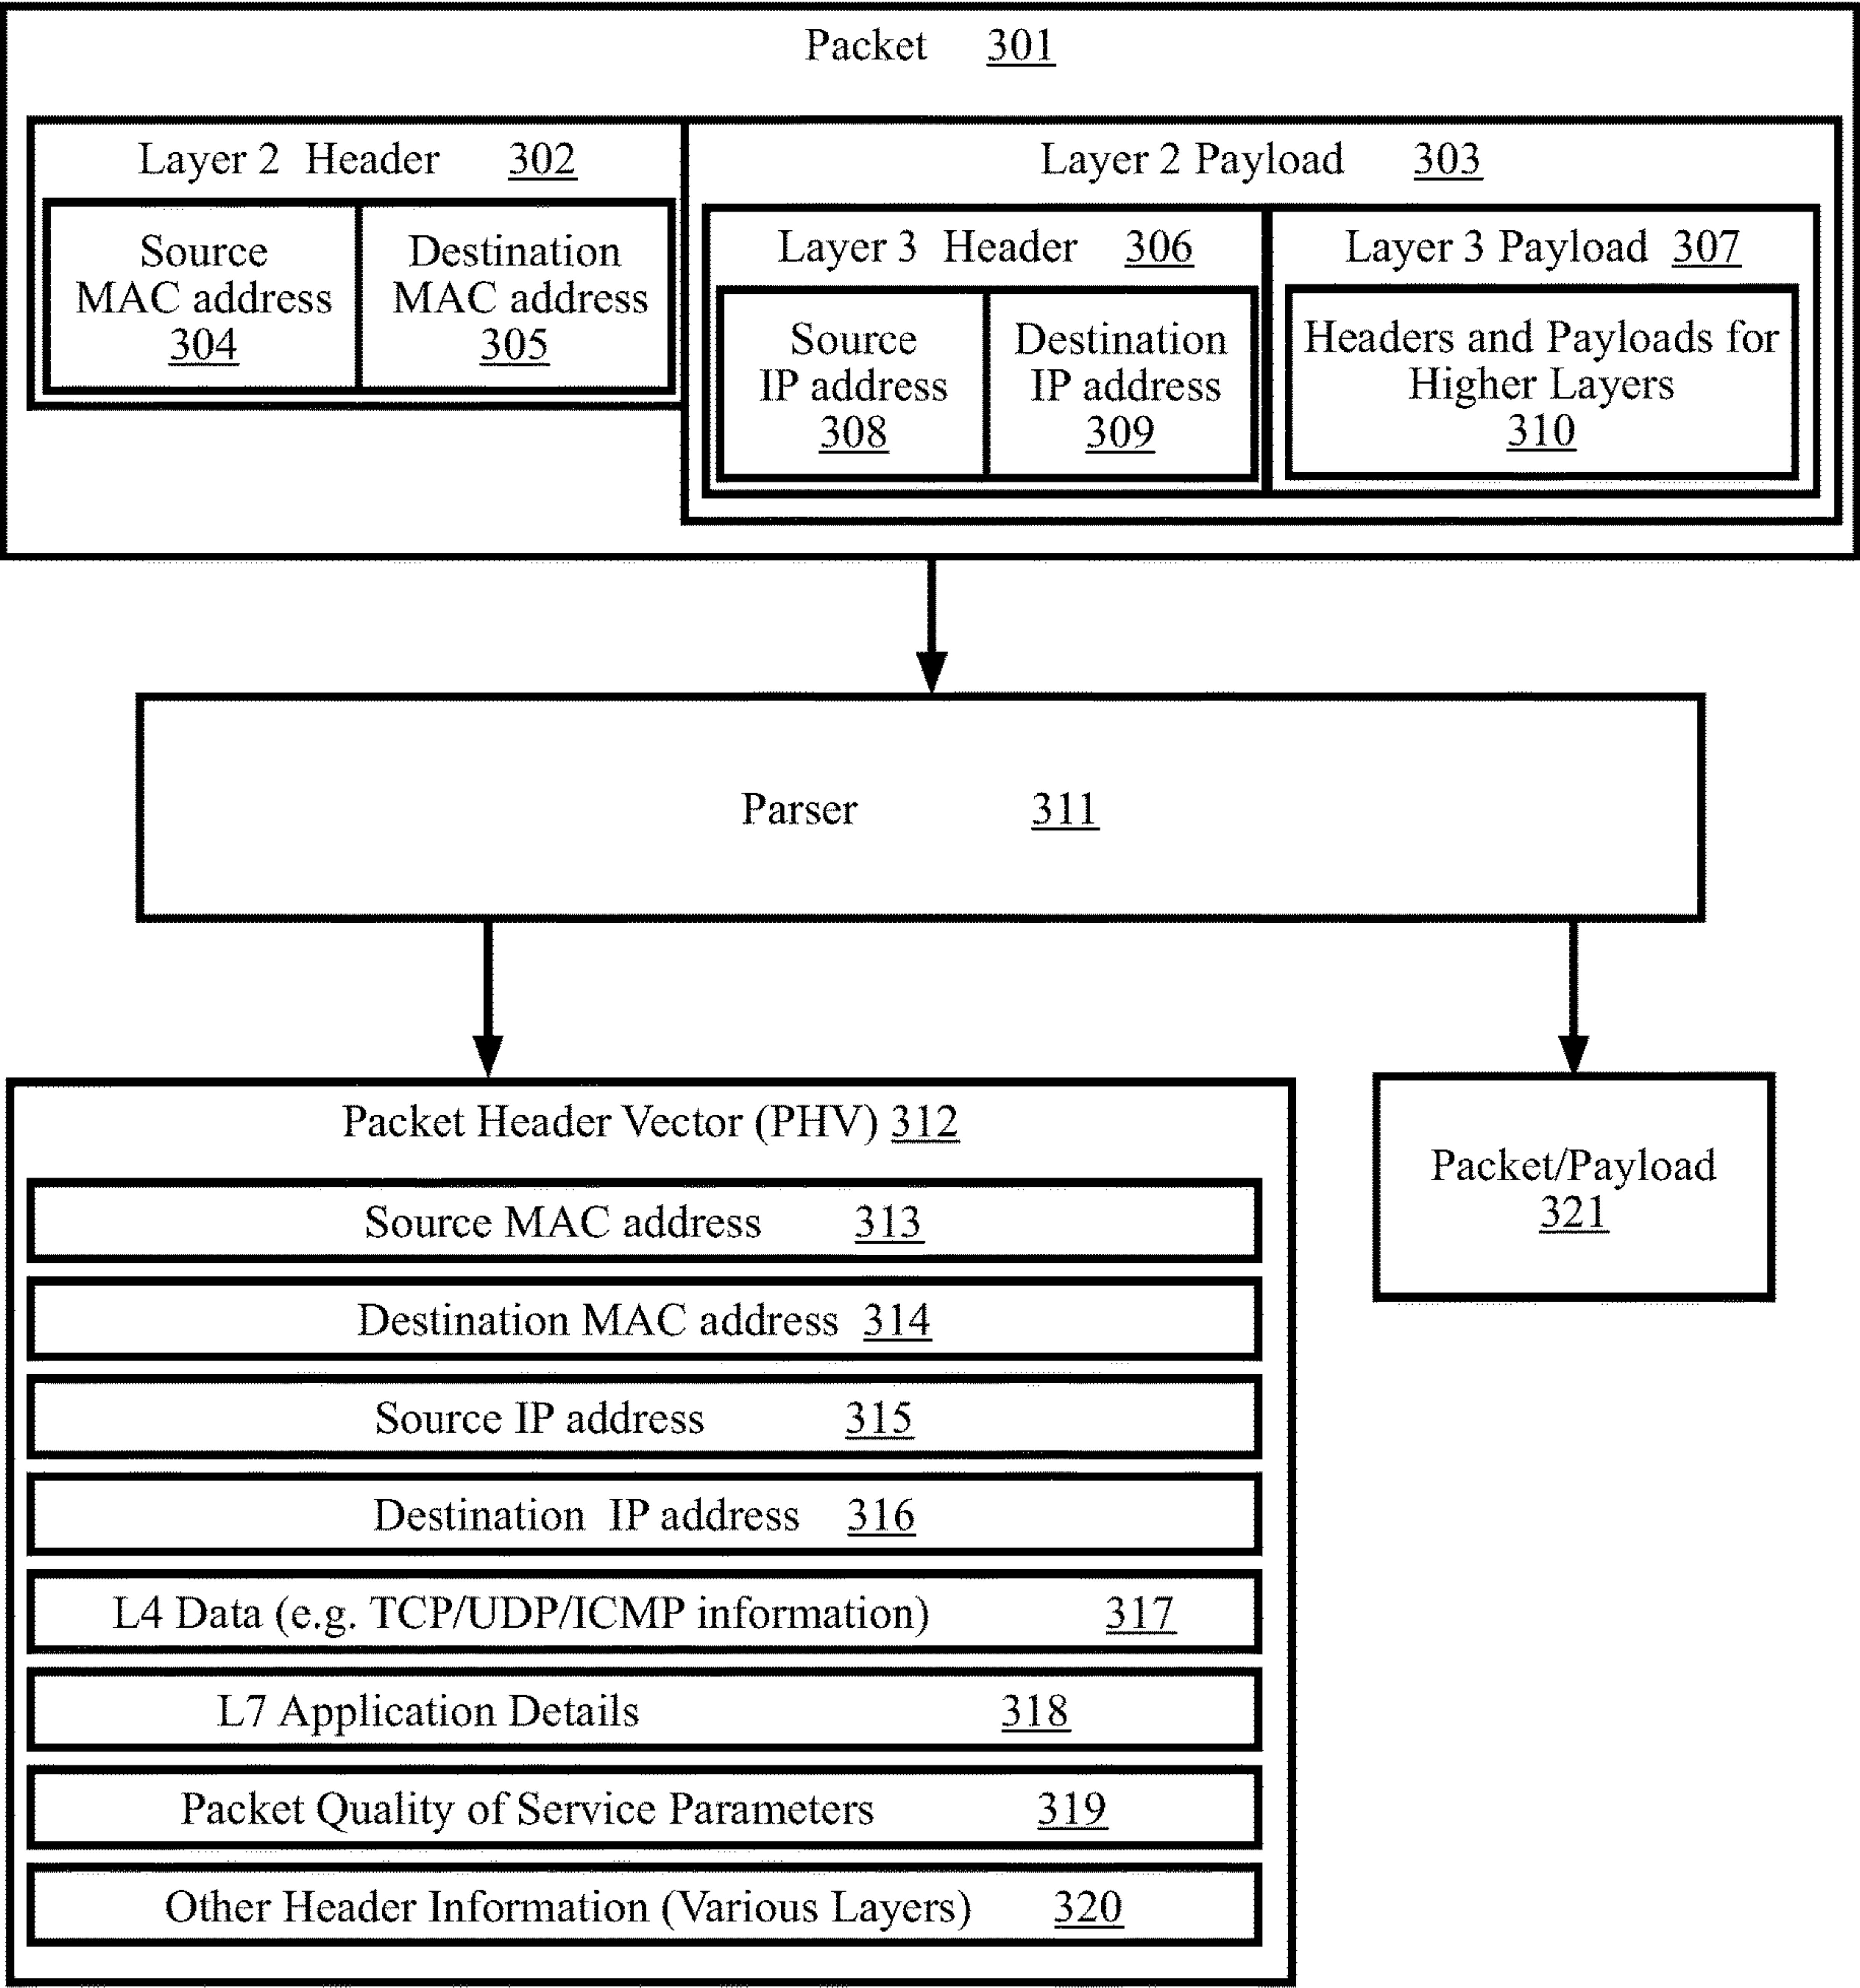 Packet 301
Layer 2 Header 302
Source
MAC address
304
Destination
MAC address
305
Layer 2 Payload 303
Layer 3 Header 306
Source
IP address
308
Destination
IP address
309
Layer 3 Payload 307
Headers and Payloads for
Higher Layers
310
Parser 311
Packet Header Vector (PHV) 312
Source MAC address 313
Destination MAC address 314
Source IP address 315
Destination IP address 316
L4 Data (e.g. TCP/UDP/ICMP information) 317
L7 Application Details 318
Packet Quality of Service Parameters 319
Other Header Information (Various Layers) 320
Packet/Payload
321